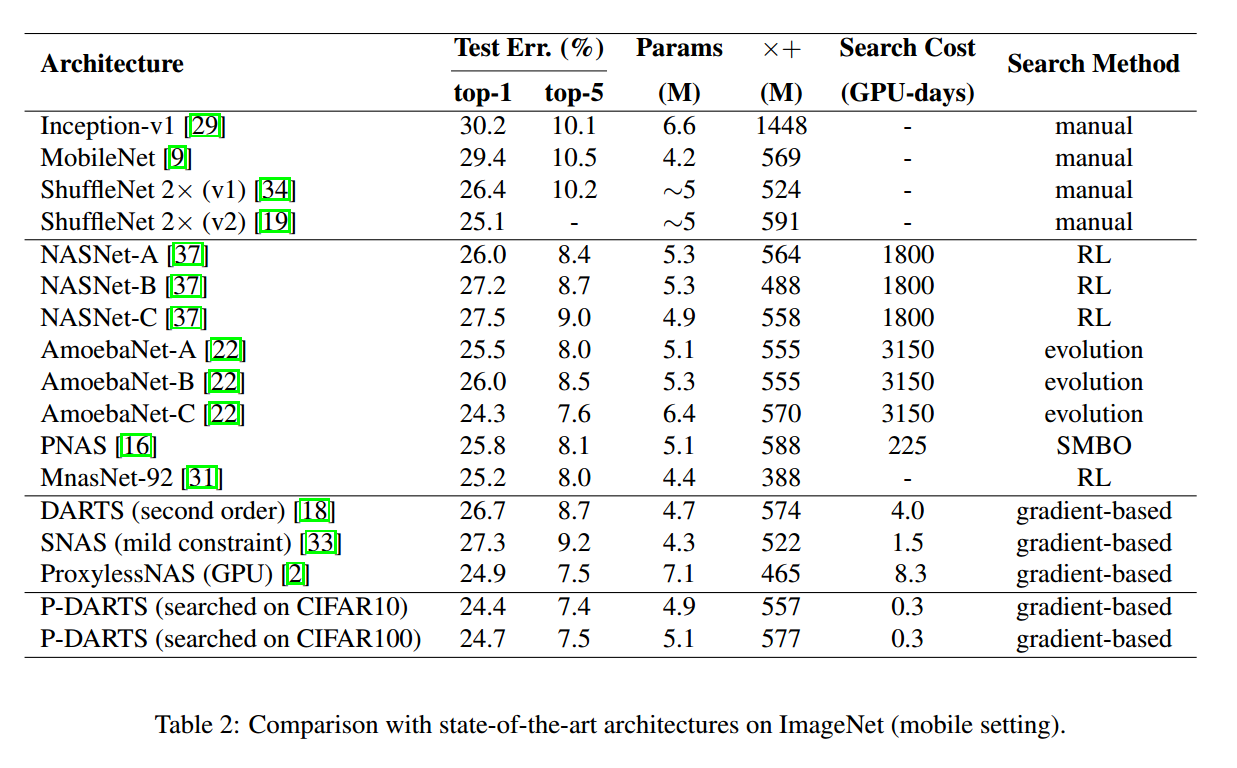 Architecture Test Err. (%) Params ×+ Search Cost Search Method
top-1 top-5 (M) (M) (GPU-days)
Inception-v1 [29] 30.2 10.1 6.6 1448 - manual
MobileNet [9] 29.4 10.5 4.2 569 - manual
ShuffleNet 2× (v1) [34] 26.4 10.2 ∼5 524 - manual
ShuffleNet 2× (v2) [19] 25.1 - ∼5 591 - manual
NASNet-A [37] 26.0 8.4 5.3 564 1800 RL
NASNet-B [37] 27.2 8.7 5.3 488 1800 RL
NASNet-C [37] 27.5 9.0 4.9 558 1800 RL
AmoebaNet-A [22] 25.5 8.0 5.1 555 3150 evolution
AmoebaNet-B [22] 26.0 8.5 5.3 555 3150 evolution
AmoebaNet-C [22] 24.3 7.6 6.4 570 3150 evolution
PNAS [16] 25.8 8.1 5.1 588 225 SMBO
MnasNet-92 [31] 25.2 8.0 4.4 388 - RL
DARTS (second order) [18] 26.7 8.7 4.7 574 4.0 gradient-based
SNAS (mild constraint) [33] 27.3 9.2 4.3 522 1.5 gradient-based
ProxylessNAS (GPU) [2] 24.9 7.5 7.1 465 8.3 gradient-based
P-DARTS (searched on CIFAR10) 24.4 7.4 4.9 557 0.3 gradient-based
P-DARTS (searched on CIFAR100) 24.7 7.5 5.1 577 0.3 gradient-based
Table 2: Comparison with state-of-the-art architectures on ImageNet (mobile setting).